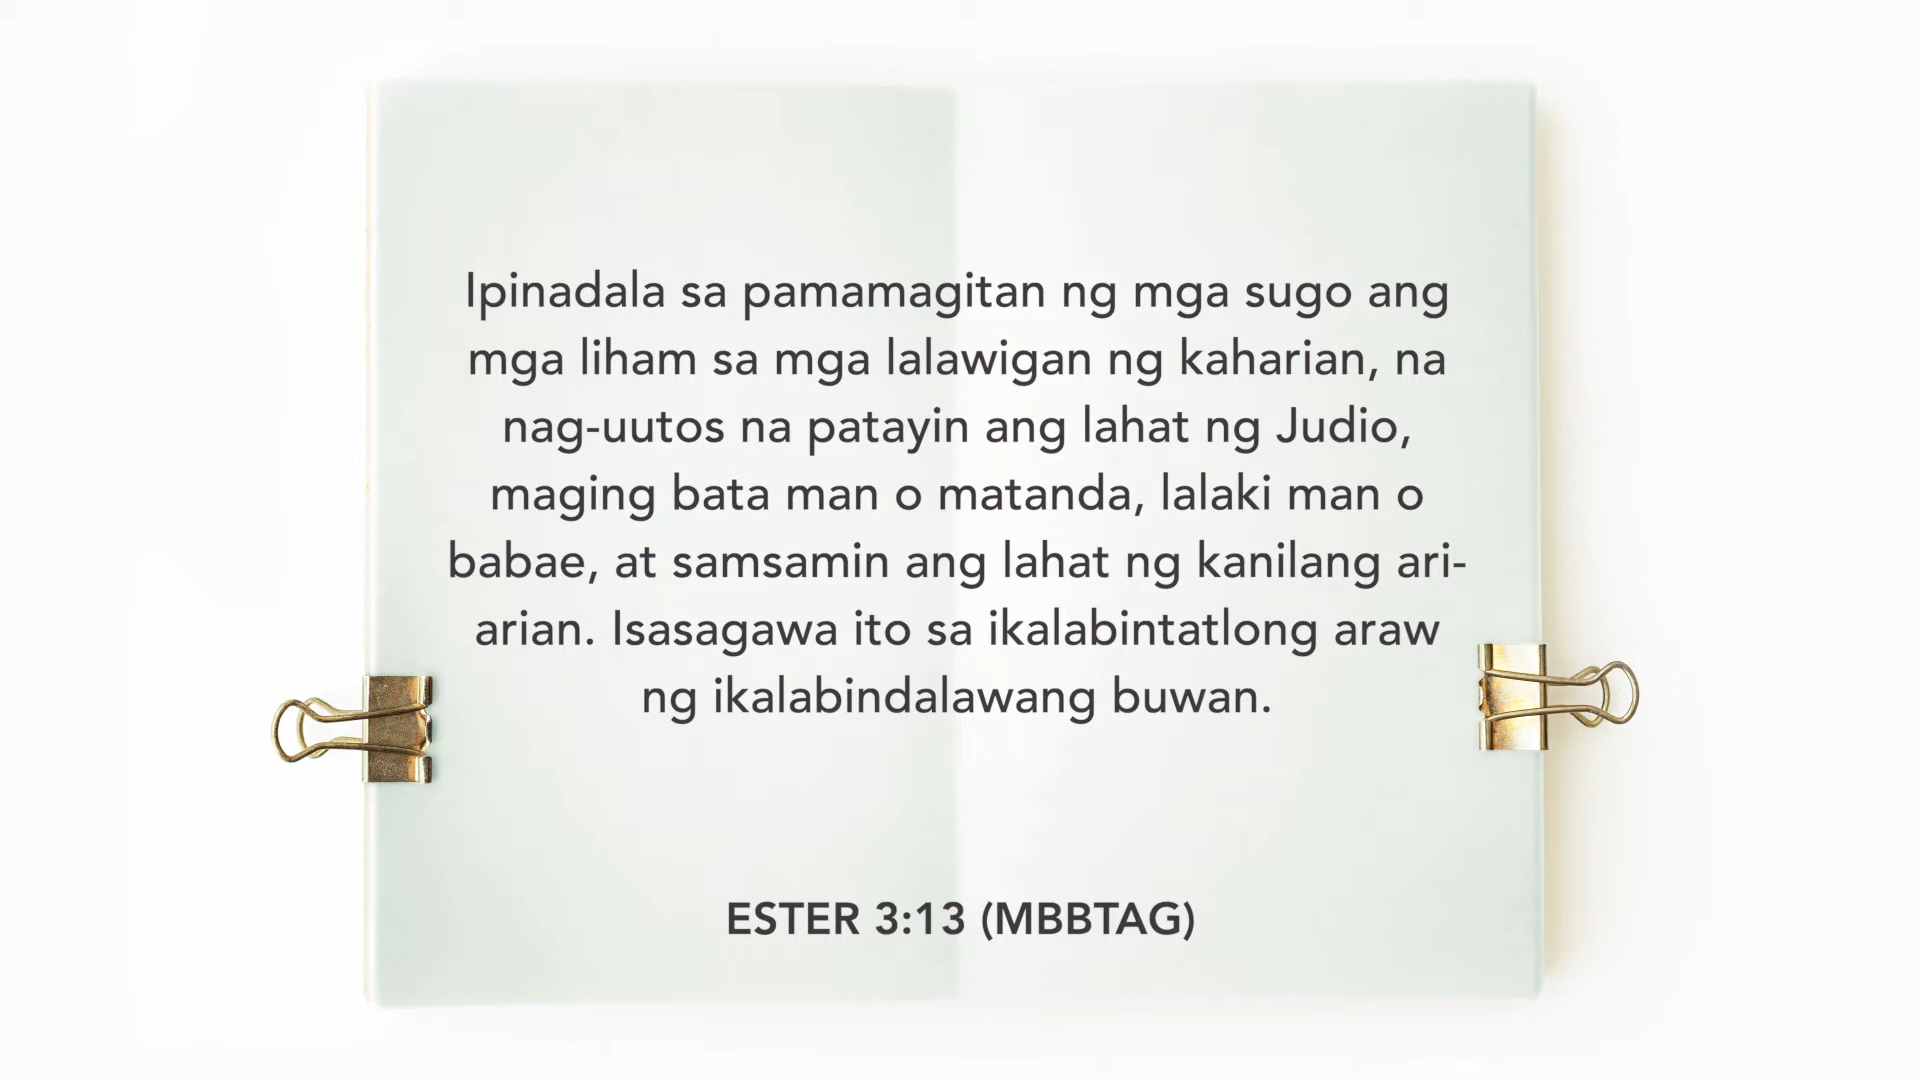 Ipinadala sa pamamagitan ng mga sugo ang
mga liham sa mga lalawigan ng kaharian, na
nag-uutos na patayin ang lahat ng Judio,
maging bata man o matanda, lalaki man o
babae, at samsamin ang lahat ng kanilang ari-
arian. Isasagawa ito sa ikalabintatlong araw
ng ikalabindalawang buwan.
ESTER 3:13 (MBBTAG)